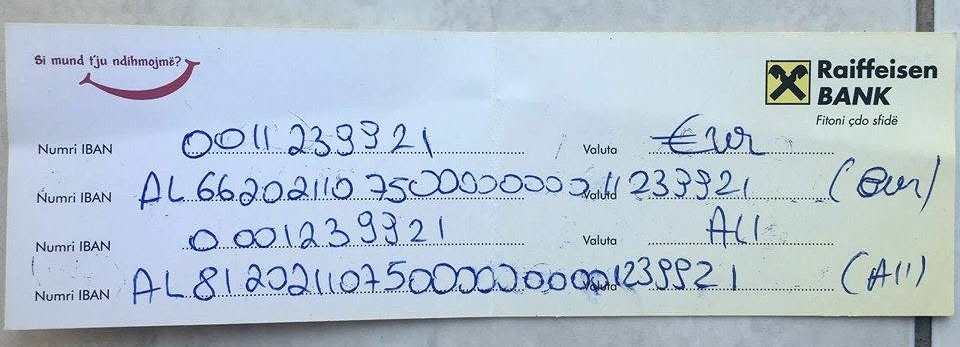 Si mund t'ju ndihmojmë?
Raiffeisen
BANK
Fitoni çdo sfidë
Numri IBAN 0011239921 Valuta Eur
Numri IBAN AL66202110750000000011239921 Valuta (eur)
Numri IBAN 0001239921 Valuta All
Numri IBAN AL81202110750000000001239921 Valuta (All)